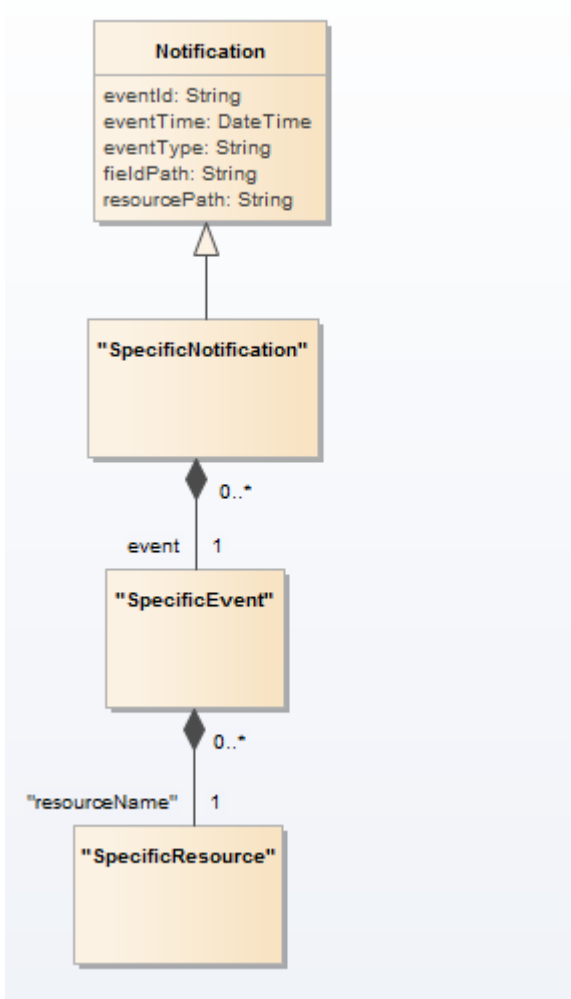 Notification
eventId: String
eventTime: DateTime
eventType: String
fieldPath: String
resourcePath: String
"SpecificNotification"
0..*
event 1
"SpecificEvent"
0..*
"resourceName" 1
"SpecificResource"